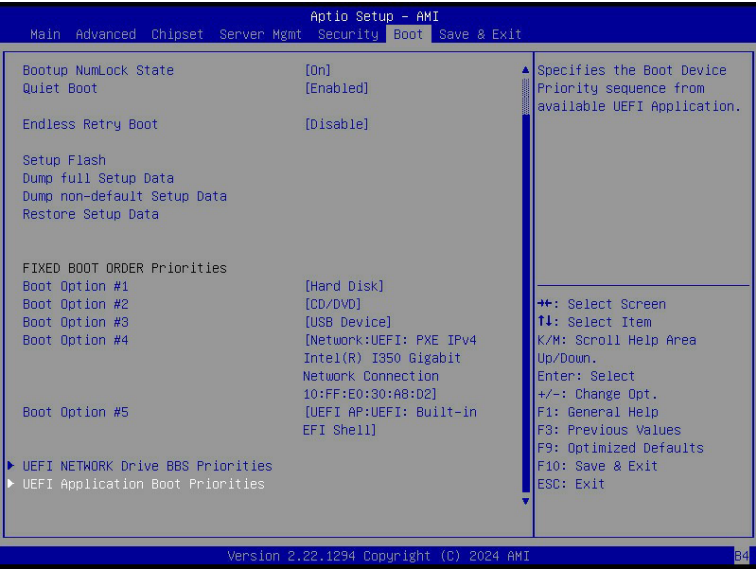 Aptio Setup – AMI
Main Advanced Chipset Server Mgmt Security Boot Save & Exit
Bootup NumLock State [On]
Quiet Boot [Enabled]
Endless Retry Boot [Disable]
Setup Flash
Dump full Setup Data
Dump non-default Setup Data
Restore Setup Data
FIXED BOOT ORDER Priorities
Boot Option #1 [Hard Disk]
Boot Option #2 [CD/DVD]
Boot Option #3 [USB Device]
Boot Option #4 [Network:UEFI: PXE IPv4
Intel(R) I350 Gigabit
Network Connection
10:FF:E0:30:A8:D2]
Boot Option #5 [UEFI AP:UEFI: Built-in
EFI Shell]
UEFI NETWORK Drive BBS Priorities
UEFI Application Boot Priorities
Specifies the Boot Device
Priority sequence from
available UEFI Application.
→←: Select Screen
↑↓: Select Item
K/M: Scroll Help Area
Up/Down.
Enter: Select
+/-: Change Opt.
F1: General Help
F3: Previous Values
F9: Optimized Defaults
F10: Save & Exit
ESC: Exit
Version 2.22.1294 Copyright (C) 2024 AMI
B4